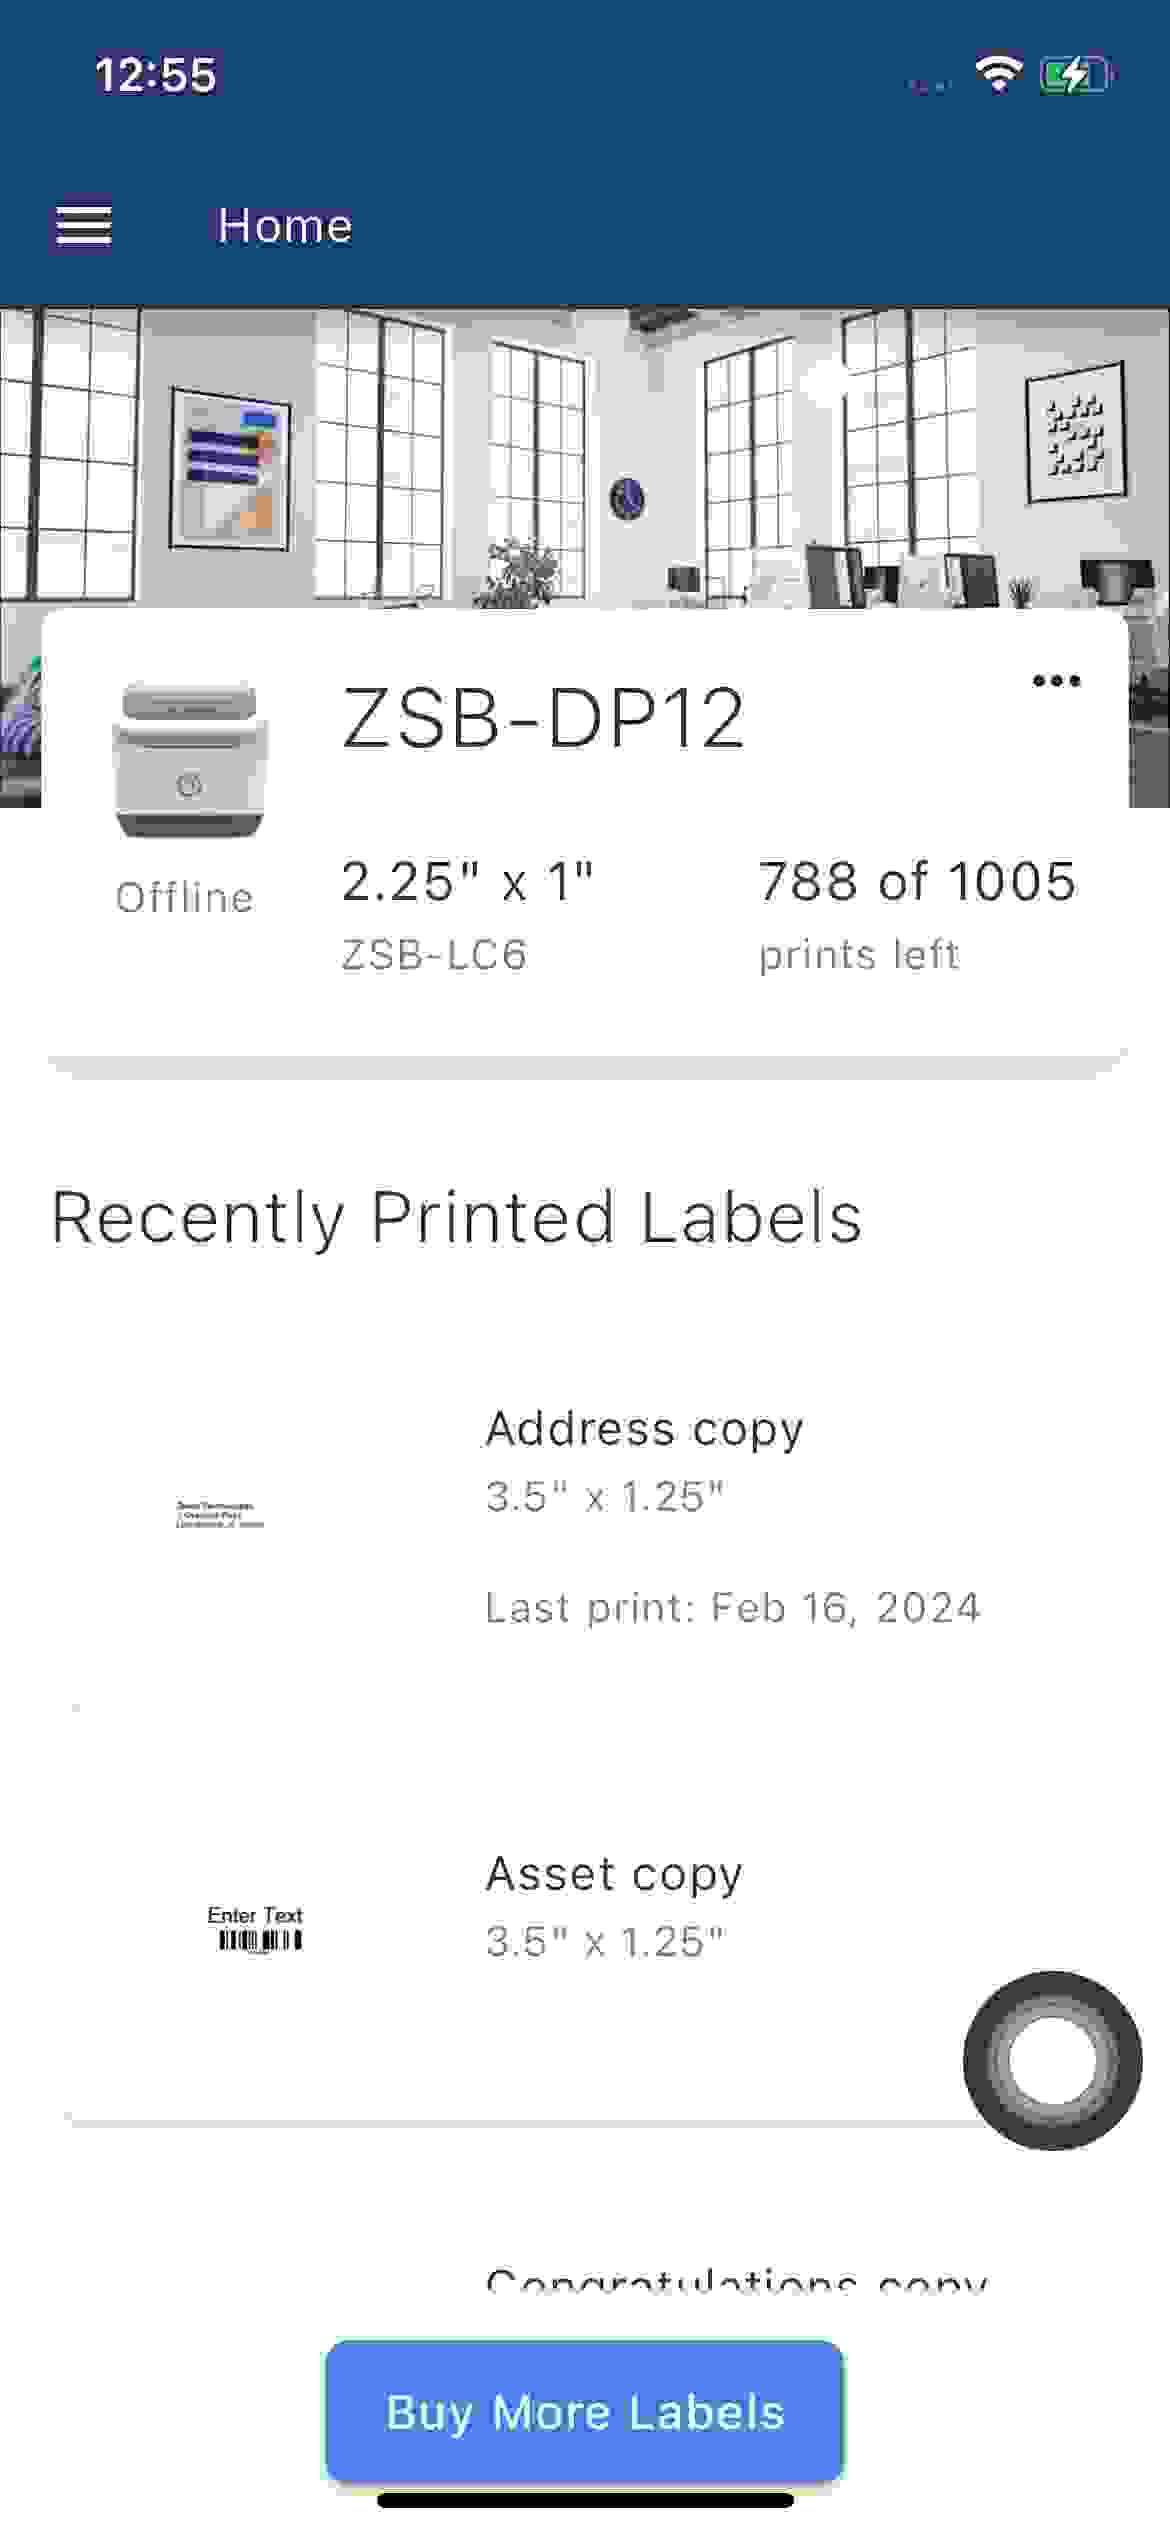 12:55
Home
ZSB-DP12
Offline
2.25" x 1"
788 of 1005
ZSB-LC6
prints left
Recently Printed Labels
Address copy
3.5" x 1.25"
Last print: Feb 16, 2024
Asset copy
Enter Text
3.5" x 1.25"
Congratulations copy
Buy More Labels